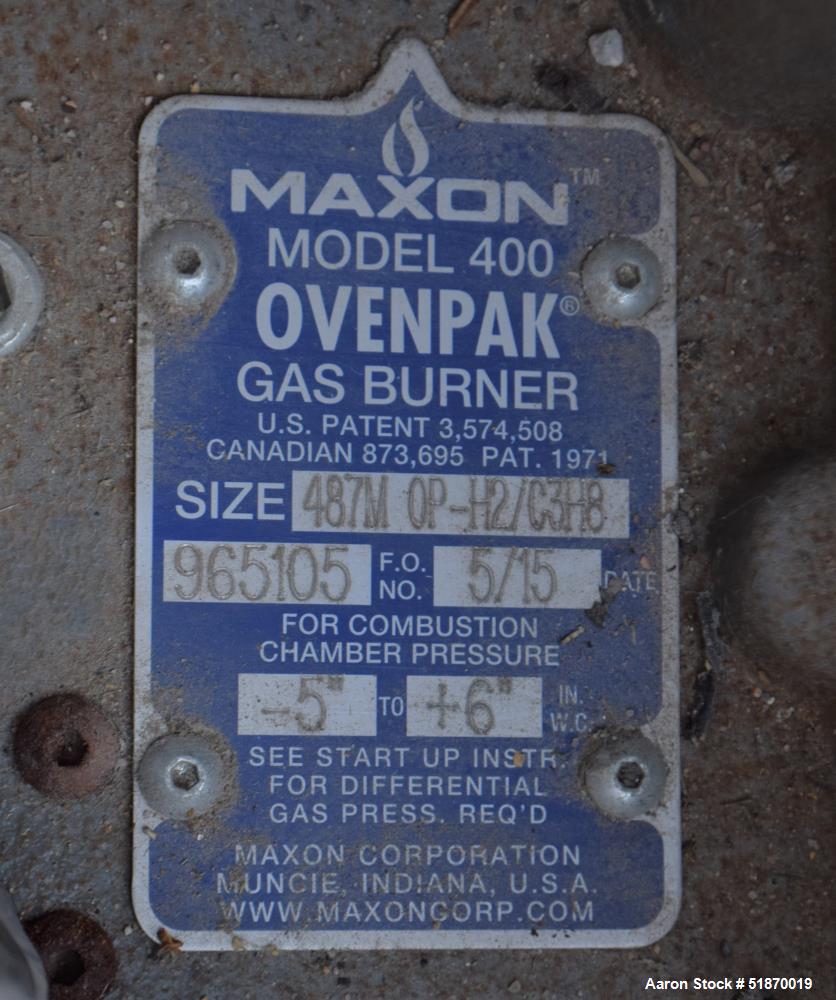 MAXON™
MODEL 400
OVENPAK®
GAS BURNER
U.S. PATENT 3,574,508
CANADIAN 873,695 PAT. 1971
SIZE 487M OP-H2/C3H8
965105 F.O. NO. 5/15 DATE
FOR COMBUSTION
CHAMBER PRESSURE
-5" TO +6" IN. W.C.
SEE START UP INSTR.
FOR DIFFERENTIAL
GAS PRESS. REQ'D
MAXON CORPORATION
MUNCIE, INDIANA, U.S.A.
WWW.MAXONCORP.COM
Aaron Stock # 51870019